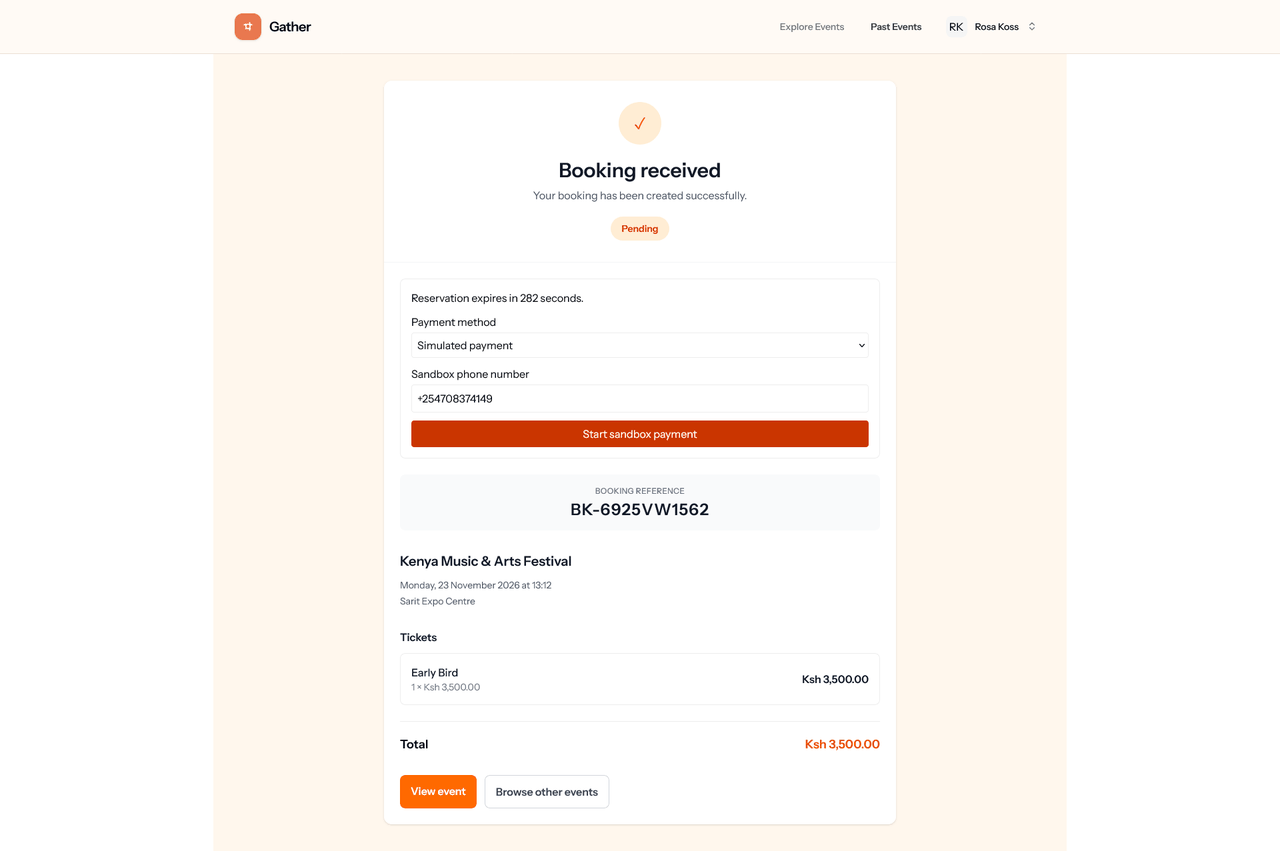 Gather
Explore Events
Past Events
RK
Rosa Koss
Booking received
Your booking has been created successfully.
Pending
Reservation expires in 282 seconds.
Payment method
Simulated payment
Sandbox phone number
+254708374149
Start sandbox payment
BOOKING REFERENCE
BK-6925VW1562
Kenya Music & Arts Festival
Monday, 23 November 2026 at 13:12
Sarit Expo Centre
Tickets
Early Bird
1 × Ksh 3,500.00
Ksh 3,500.00
Total
Ksh 3,500.00
View event
Browse other events